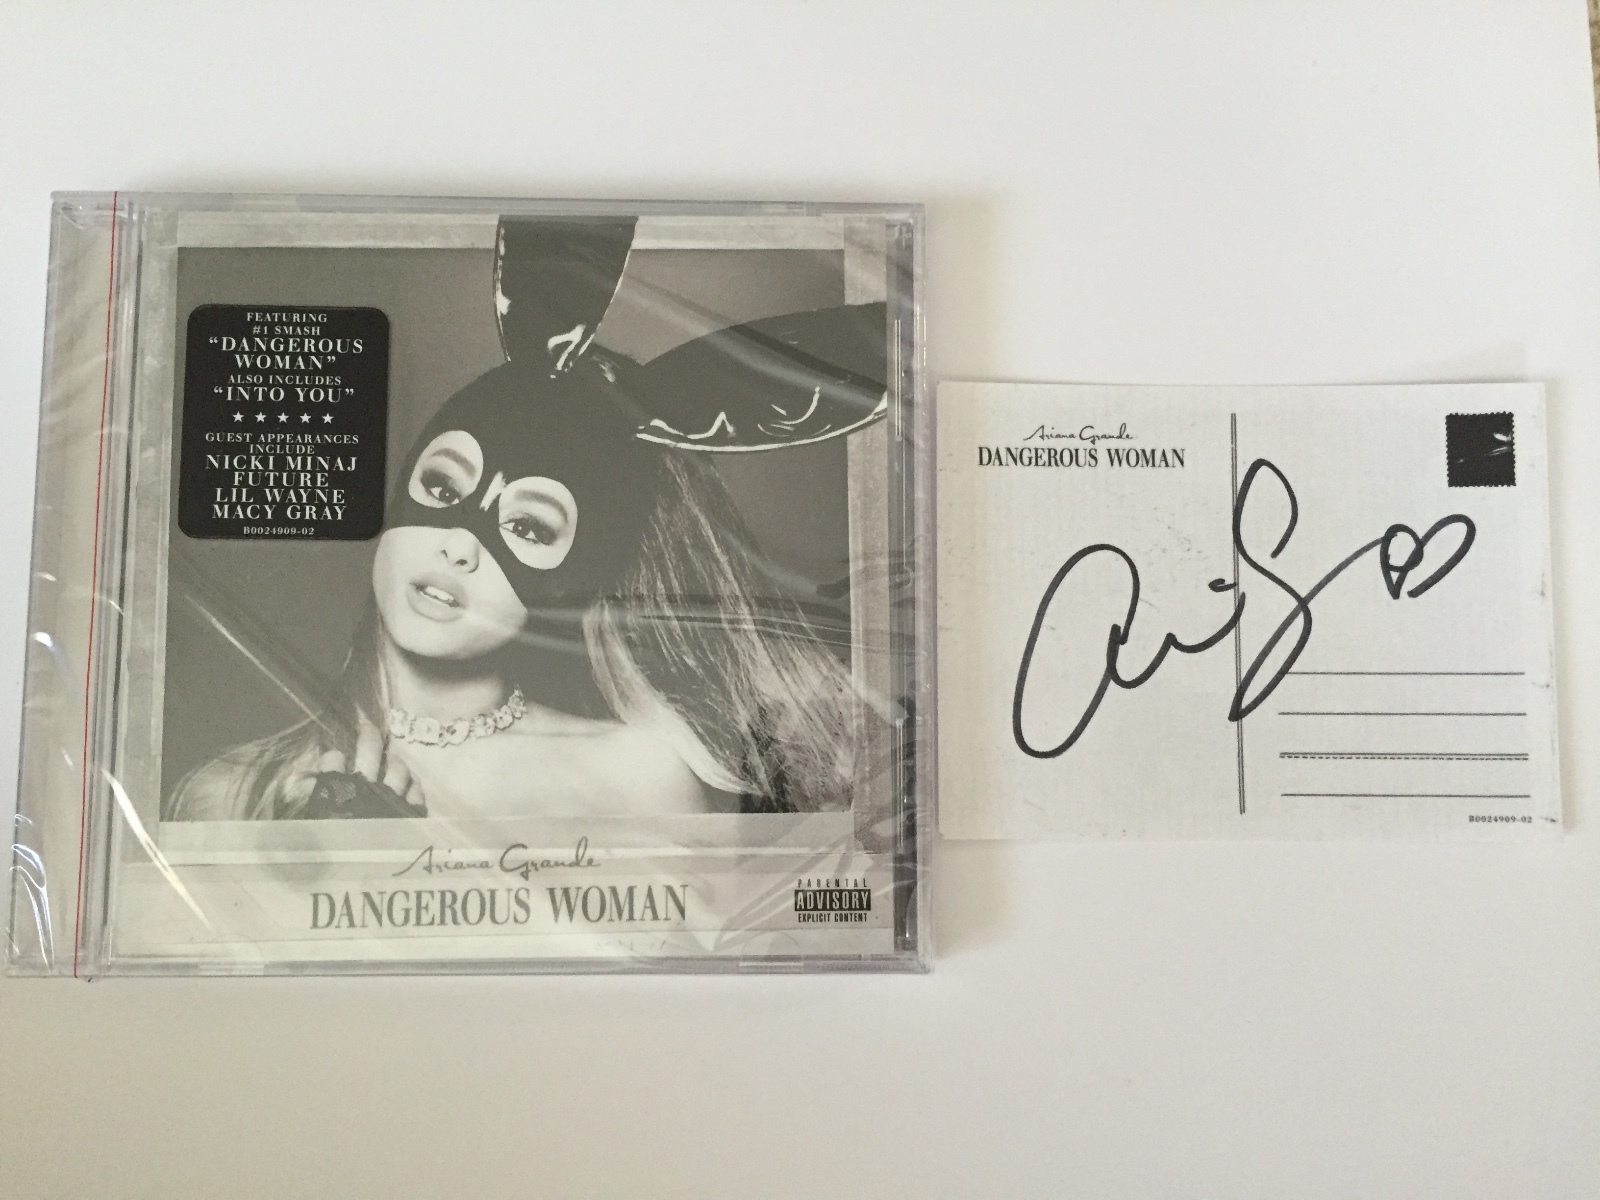 FEATURING
#1 SMASH
“DANGEROUS
WOMAN”
ALSO INCLUDES
“INTO YOU”
★ ★ ★ ★ ★
GUEST APPEARANCES
INCLUDE
NICKI MINAJ
FUTURE
LIL WAYNE
MACY GRAY
B0024909-02
Ariana Grande
DANGEROUS WOMAN
PARENTAL
ADVISORY
EXPLICIT CONTENT
Ariana Grande
DANGEROUS WOMAN
B0024909-02